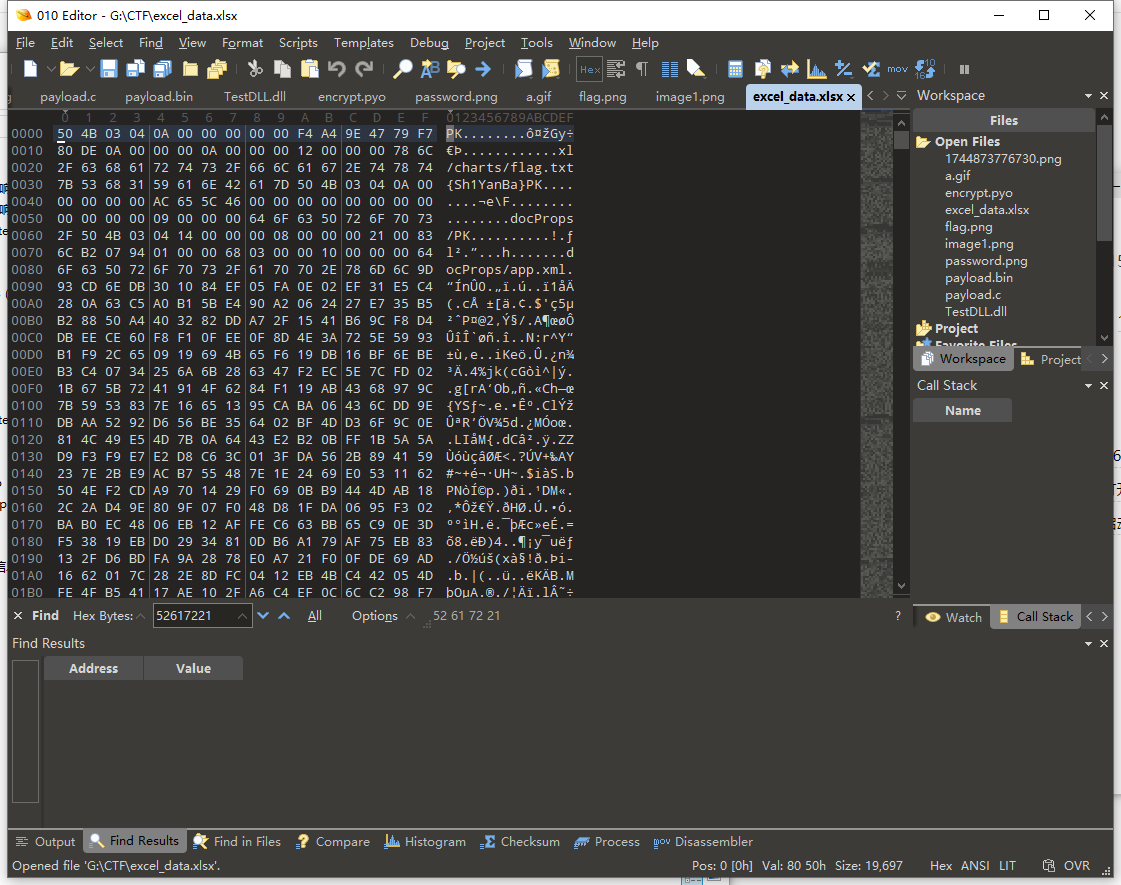 010 Editor - G:\CTF\excel_data.xlsx
File Edit Select Find View Format Scripts Templates Debug Project Tools Window Help
payload.c payload.bin TestDLL.dll encrypt.pyo password.png a.gif flag.png image1.png excel_data.xlsx
Workspace
0 1 2 3 4 5 6 7 8 9 A B C D E F 0123456789ABCDEF
Files
0000 50 4B 03 04 0A 00 00 00 00 00 F4 A4 9E 47 79 F7 PK........ô¤žGy÷
0010 80 DE 0A 00 00 00 0A 00 00 00 12 00 00 00 78 6C €Þ............xl
0020 2F 63 68 61 72 74 73 2F 66 6C 61 67 2E 74 78 74 /charts/flag.txt
0030 7B 53 68 31 59 61 6E 42 61 7D 50 4B 03 04 0A 00 {Sh1YanBa}PK....
0040 00 00 00 00 AC 65 5C 46 00 00 00 00 00 00 00 00 ....¬e\F........
0050 00 00 00 00 09 00 00 00 64 6F 63 50 72 6F 70 73 ........docProps
0060 2F 50 4B 03 04 14 00 00 00 08 00 00 00 21 00 83 /PK..........!.ƒ
0070 6C B2 07 94 01 00 00 68 03 00 00 10 00 00 00 64 l².”...h.......d
0080 6F 63 50 72 6F 70 73 2F 61 70 70 2E 78 6D 6C 9D ocProps/app.xml.
0090 93 CD 6E DB 30 10 84 EF 05 FA 0E 02 EF 31 E5 C4 “ÍnÛ0.„ï.ú..ï1åÄ
00A0 28 0A 63 C5 A0 B1 5B E4 90 A2 06 24 27 E7 35 B5 (.cÅ ±[ä.¢.$'ç5µ
00B0 B2 88 50 A4 40 32 82 DD A7 2F 15 41 B6 9C F8 D4 ²ˆP¤@2‚Ý§/.A¶œøÔ
00C0 DB EE CE 60 F8 F1 0F EE 0F 8D 4E 3A 72 5E 59 93 ÛîÎ`øñ.î..N:r^Y“
00D0 B1 F9 2C 65 09 19 69 4B 65 F6 19 DB 16 BF 6E BE ±ù,e..iKeö.Û.¿n¾
00E0 B3 C4 07 34 25 6A 6B 28 63 47 F2 EC 5E 7C FD 02 ³Ä.4%jk(cGòì^|ý.
00F0 1B 67 5B 72 41 91 4F 62 84 F1 19 AB 43 68 97 9C .g[rA‘Ob„ñ.«Ch—œ
0100 7B 59 53 83 7E 16 65 13 95 CA BA 06 43 6C DD 9E {YSƒ~.e.•Êº.ClÝž
0110 DB AA 52 92 D6 56 BE 35 64 02 BF 4D D3 6F 9C 0E ÛªR’ÖV¾5d.¿MÓoœ.
0120 81 4C 49 E5 4D 7B 0A 64 43 E2 B2 0B FF 1B 5A 5A .LIåM{.dCâ².ÿ.ZZ
0130 D9 F3 F9 E7 E2 D8 C6 3C 01 3F DA 56 2B 89 41 59 ÙóùçâØÆ<.?ÚV+‰AY
0140 23 7E 2B E9 AC B7 55 48 7E 1E 24 69 E0 53 11 62 #~+é¬·UH~.$iàS.b
0150 50 4E F2 CD A9 70 14 29 F0 69 0B B9 44 4D AB 18 PNòÍ©p.)ði.¹DM«.
0160 2C 2A D4 9E 80 9F 07 F0 48 D8 1F DA 06 95 F3 02 ,*Ôž€Ÿ.ðHØ.Ú.•ó.
0170 BA B0 EC 48 06 EB 12 AF FE C6 63 BB 65 C9 0E 3D º°ìH.ë.¯þÆc»eÉ.=
0180 F5 38 19 EB D0 29 34 81 0D B6 A1 79 AF 75 EB 83 õ8.ëÐ)4..¶¡y¯uëƒ
0190 13 2F D6 BD FA 9A 28 78 E0 A7 21 F0 0F DE 69 AD ./Ö½úš(xà§!ð.Þi-
01A0 16 62 01 7C 28 2E 8D FC 04 12 EB 4B C4 42 05 4D .b.|(..ü..ëKÄB.M
01B0 FE 4F B5 41 17 AE 10 2F A6 C4 EF 0C 6C C2 98 F7 þOµA.®./¦Äï.lÂ˜÷
Open Files
1744873776730.png
a.gif
encrypt.pyo
excel_data.xlsx
flag.png
image1.png
password.png
payload.bin
payload.c
TestDLL.dll
Project
Favorite Files
Workspace Project
Call Stack
Name
Find Hex Bytes: 52617221 All Options 52 61 72 21 ?
Watch Call Stack
Find Results
Address Value
Output Find Results Find in Files Compare Histogram Checksum Process Disassembler
Opened file 'G:\CTF\excel_data.xlsx'. Pos: 0 [0h] Val: 80 50h Size: 19,697 Hex ANSI LIT OVR